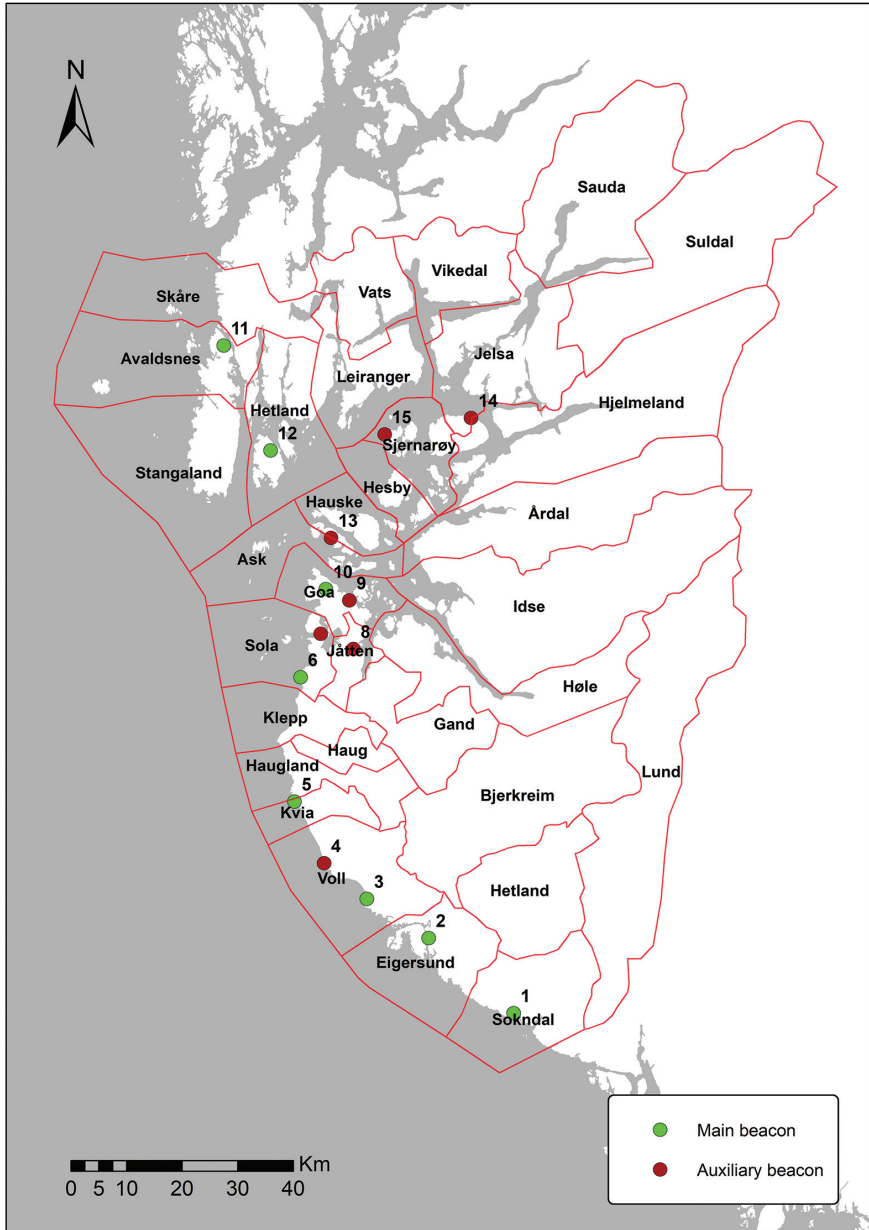 N
Sauda
Suldal
Vikedal
Vats
Skåre
11
Avaldsnes
Jelsa
Leiranger
Hjelmeland
Hetland
14
15
12
Sjernarøy
Stangaland
Hesby
Hauske
Årdal
13
Ask
10
9
Goa
Idse
8
Sola
Jåtten
6
Høle
Klepp
Gand
Haug
Haugland
Lund
5
Bjerkreim
Kvia
4
Voll
3
Hetland
2
Eigersund
1
Sokndal
Main beacon
Auxiliary beacon
Km
0 5 10 20 30 40